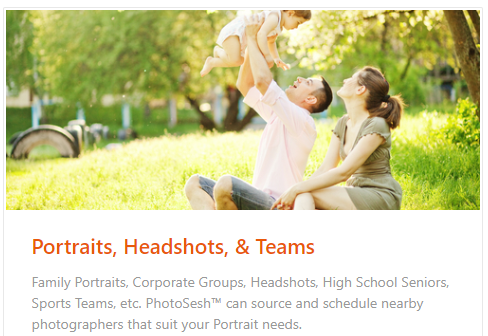 Portraits, Headshots, & Teams
Family Portraits, Corporate Groups, Headshots, High School Seniors,
Sports Teams, etc. PhotoSesh™ can source and schedule nearby
photographers that suit your Portrait needs.